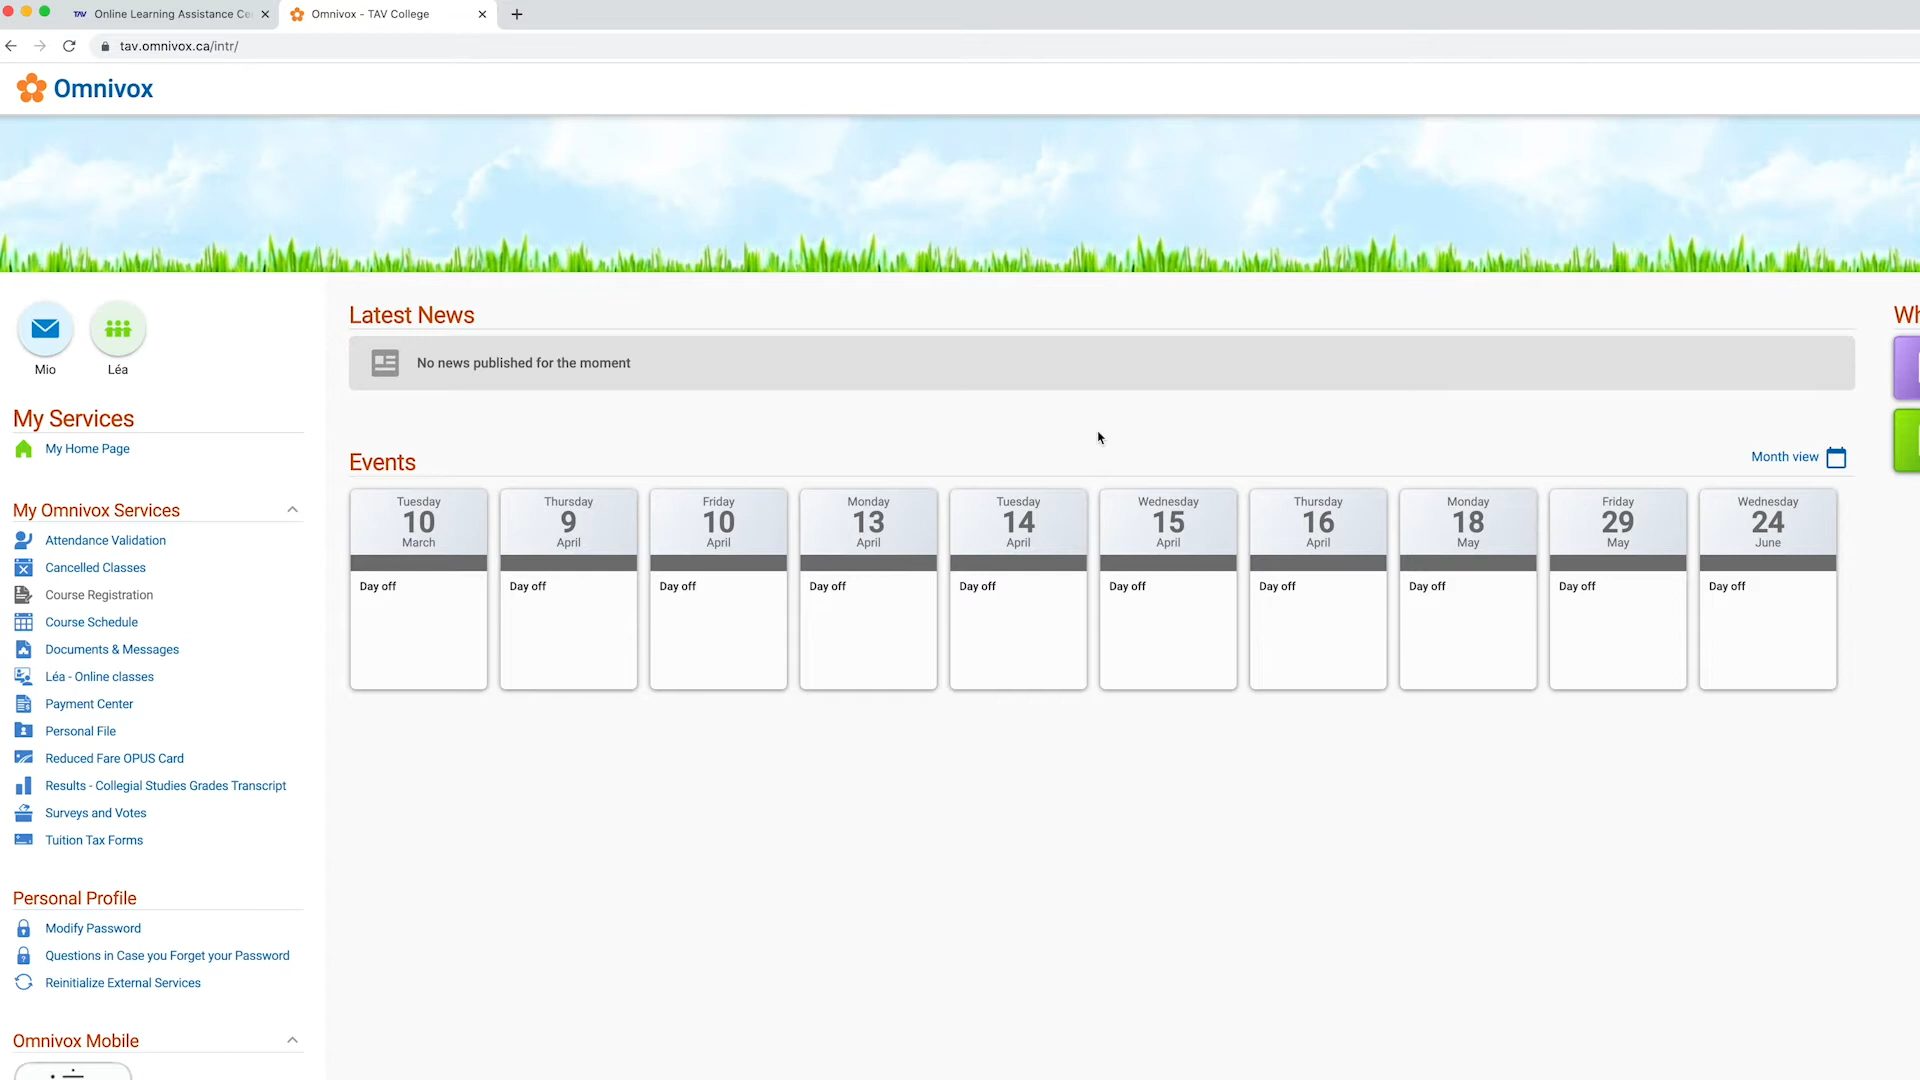 TAV Online Learning Assistance Ce
Omnivox - TAV College
tav.omnivox.ca/intr/
Omnivox
Mio
Léa
My Services
My Home Page
My Omnivox Services
Attendance Validation
Cancelled Classes
Course Registration
Course Schedule
Documents & Messages
Léa - Online classes
Payment Center
Personal File
Reduced Fare OPUS Card
Results - Collegial Studies Grades Transcript
Surveys and Votes
Tuition Tax Forms
Personal Profile
Modify Password
Questions in Case you Forget your Password
Reinitialize External Services
Omnivox Mobile
Latest News
No news published for the moment
Events
Month view
Tuesday
10
March
Day off
Thursday
9
April
Day off
Friday
10
April
Day off
Monday
13
April
Day off
Tuesday
14
April
Day off
Wednesday
15
April
Day off
Thursday
16
April
Day off
Monday
18
May
Day off
Friday
29
May
Day off
Wednesday
24
June
Day off
Wh